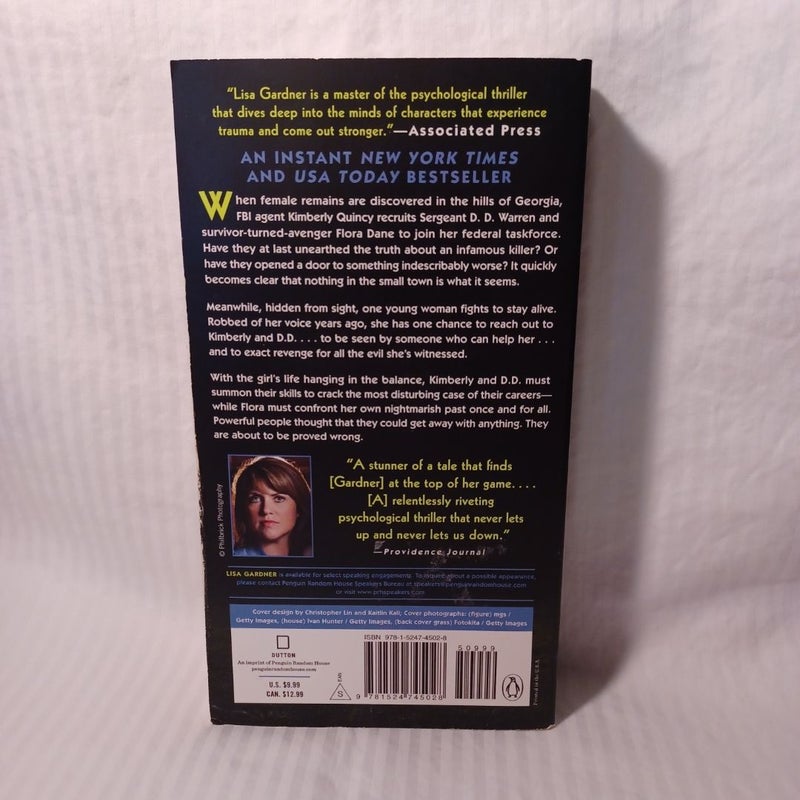 “Lisa Gardner is a master of the psychological thriller
that dives deep into the minds of characters that experience
trauma and come out stronger.”—Associated Press
AN INSTANT NEW YORK TIMES
AND USA TODAY BESTSELLER
When female remains are discovered in the hills of Georgia,
FBI agent Kimberly Quincy recruits Sergeant D. D. Warren and
survivor-turned-avenger Flora Dane to join her federal taskforce.
Have they at last unearthed the truth about an infamous killer? Or
have they opened a door to something indescribably worse? It quickly
becomes clear that nothing in the small town is what it seems.
Meanwhile, hidden from sight, one young woman fights to stay alive.
Robbed of her voice years ago, she has one chance to reach out to
Kimberly and D.D. . . . to be seen by someone who can help her . . .
and to exact revenge for all the evil she’s witnessed.
With the girl’s life hanging in the balance, Kimberly and D.D. must
summon their skills to crack the most disturbing case of their careers—
while Flora must confront her own nightmarish past once and for all.
Powerful people thought that they could get away with anything. They
are about to be proved wrong.
© Philbrick Photography
“A stunner of a tale that finds
[Gardner] at the top of her game. . . .
[A] relentlessly riveting
psychological thriller that never lets
up and never lets us down.”
—Providence Journal
LISA GARDNER is available for select speaking engagements. To inquire about a possible appearance,
please contact Penguin Random House Speakers Bureau at speakers@penguinrandomhouse.com
or visit www.prhspeakers.com
Cover design by Christopher Lin and Kaitlin Kall; Cover photographs: (figure) mgs /
Getty Images, (house) Ivan Hunter / Getty Images, (back cover grass) Fotokita / Getty Images
DUTTON
An Imprint of Penguin Random House
penguinrandomhouse.com
U.S. $9.99
CAN. $12.99
ISBN 978-1-5247-4502-8
50999
EAN
S
9 781524 745028
Printed in the U.S.A.